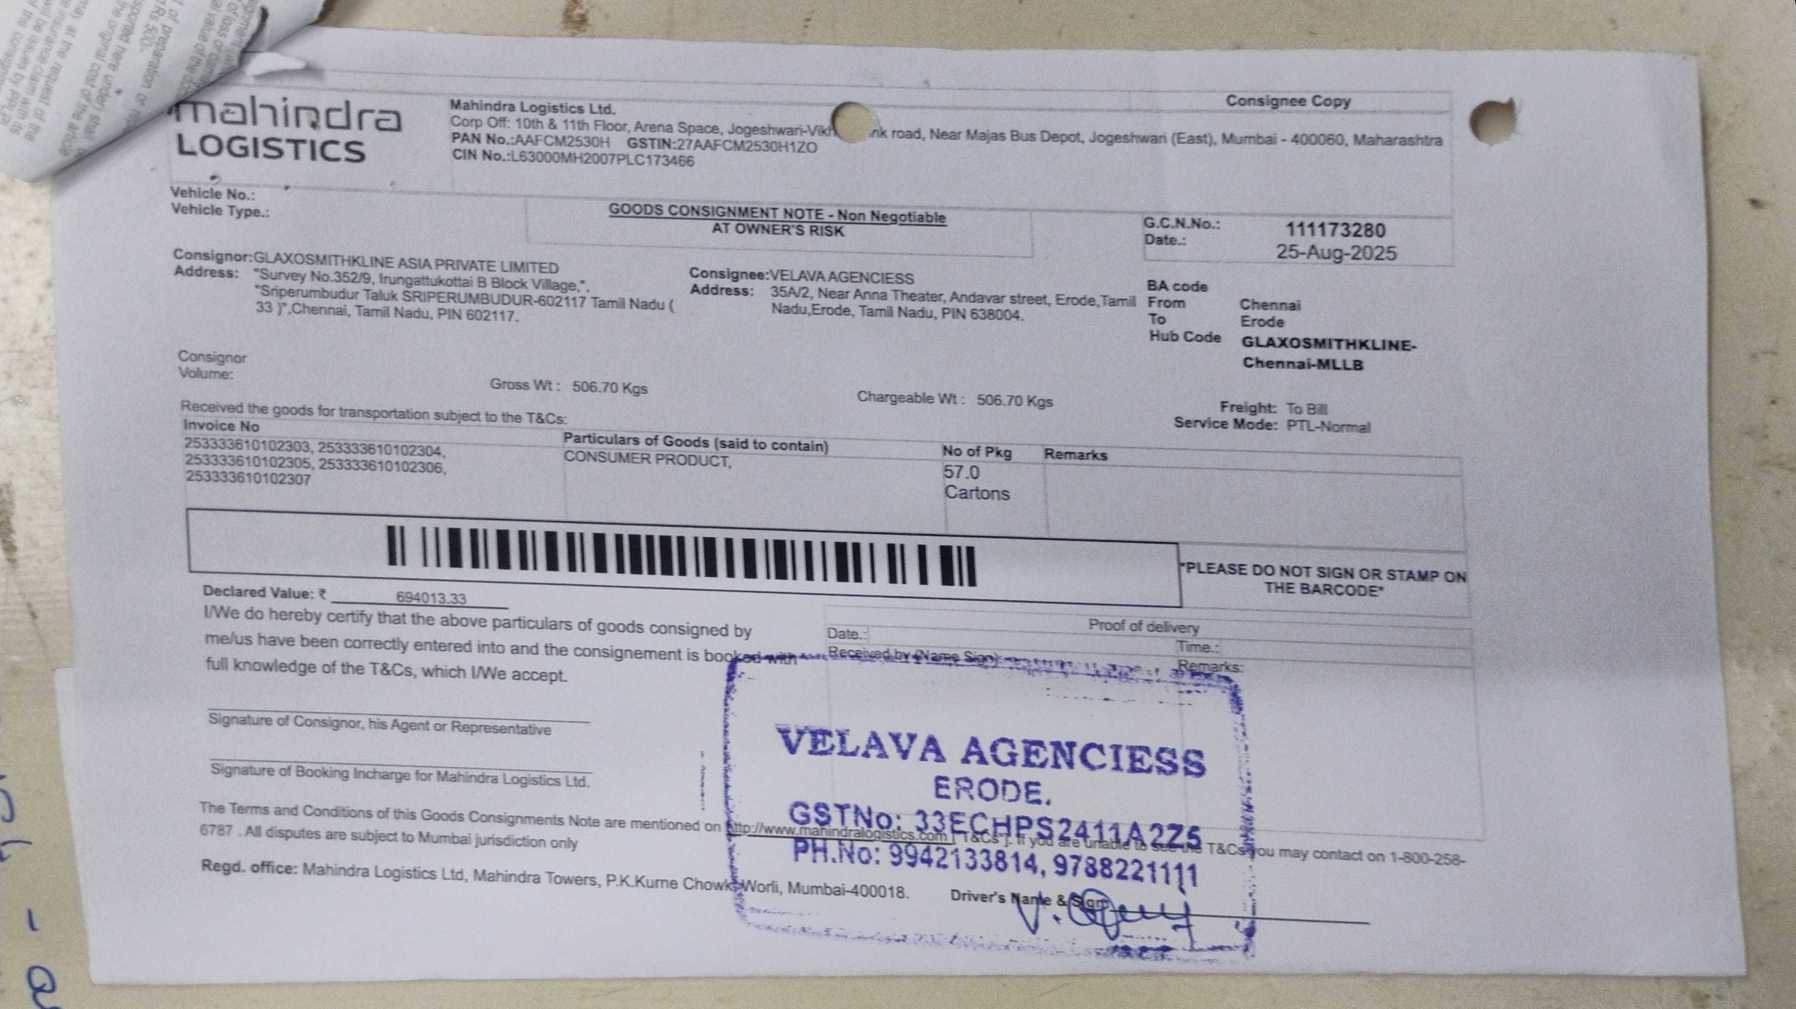 Consignee Copy
mahindra
LOGISTICS
Mahindra Logistics Ltd.
Corp Off: 10th & 11th Floor, Arena Space, Jogeshwari-Vikh nk road, Near Majas Bus Depot, Jogeshwari (East), Mumbai - 400060, Maharashtra
PAN No.:AAFCM2530H GSTIN:27AAFCM2530H1ZO
CIN No.:L63000MH2007PLC173466
Vehicle No.:
Vehicle Type.:
GOODS CONSIGNMENT NOTE - Non Negotiable
AT OWNER'S RISK
G.C.N.No.: 111173280
Date.: 25-Aug-2025
Consignor:GLAXOSMITHKLINE ASIA PRIVATE LIMITED
Address: "Survey No.352/9, Irungattukottai B Block Village,",
"Sriperumbudur Taluk SRIPERUMBUDUR-602117 Tamil Nadu (
33 )",Chennai, Tamil Nadu, PIN 602117.
Consignee:VELAVA AGENCIESS
Address: 35A/2, Near Anna Theater, Andavar street, Erode,Tamil
Nadu,Erode, Tamil Nadu, PIN 638004.
BA code
From Chennai
To Erode
Hub Code GLAXOSMITHKLINE-
Chennai-MLLB
Consignor
Volume:
Gross Wt : 506.70 Kgs
Chargeable Wt : 506.70 Kgs
Freight: To Bill
Service Mode: PTL-Normal
Received the goods for transportation subject to the T&Cs:
Invoice No
253333610102303, 253333610102304,
253333610102305, 253333610102306,
253333610102307
Particulars of Goods (said to contain)
CONSUMER PRODUCT,
No of Pkg
57.0
Cartons
Remarks
*PLEASE DO NOT SIGN OR STAMP ON
THE BARCODE*
Declared Value: ₹ 694013.33
I/We do hereby certify that the above particulars of goods consigned by
me/us have been correctly entered into and the consignement is booked with
full knowledge of the T&Cs, which I/We accept.
Proof of delivery
Date.:
Time.:
Received by (Name Sign)
Remarks:
Signature of Consignor, his Agent or Representative
Signature of Booking Incharge for Mahindra Logistics Ltd.
VELAVA AGENCIESS
ERODE.
GSTNo: 33ECHPS2411A2Z5
PH.No: 9942133814, 9788221111
The Terms and Conditions of this Goods Consignments Note are mentioned on http://www.mahindralogistics.com [ T&Cs ]. If you are unable to see the T&Cs you may contact on 1-800-258-
6787 . All disputes are subject to Mumbai jurisdiction only
Regd. office: Mahindra Logistics Ltd, Mahindra Towers, P.K.Kurne Chowk, Worli, Mumbai-400018.
Driver's Name & Sign